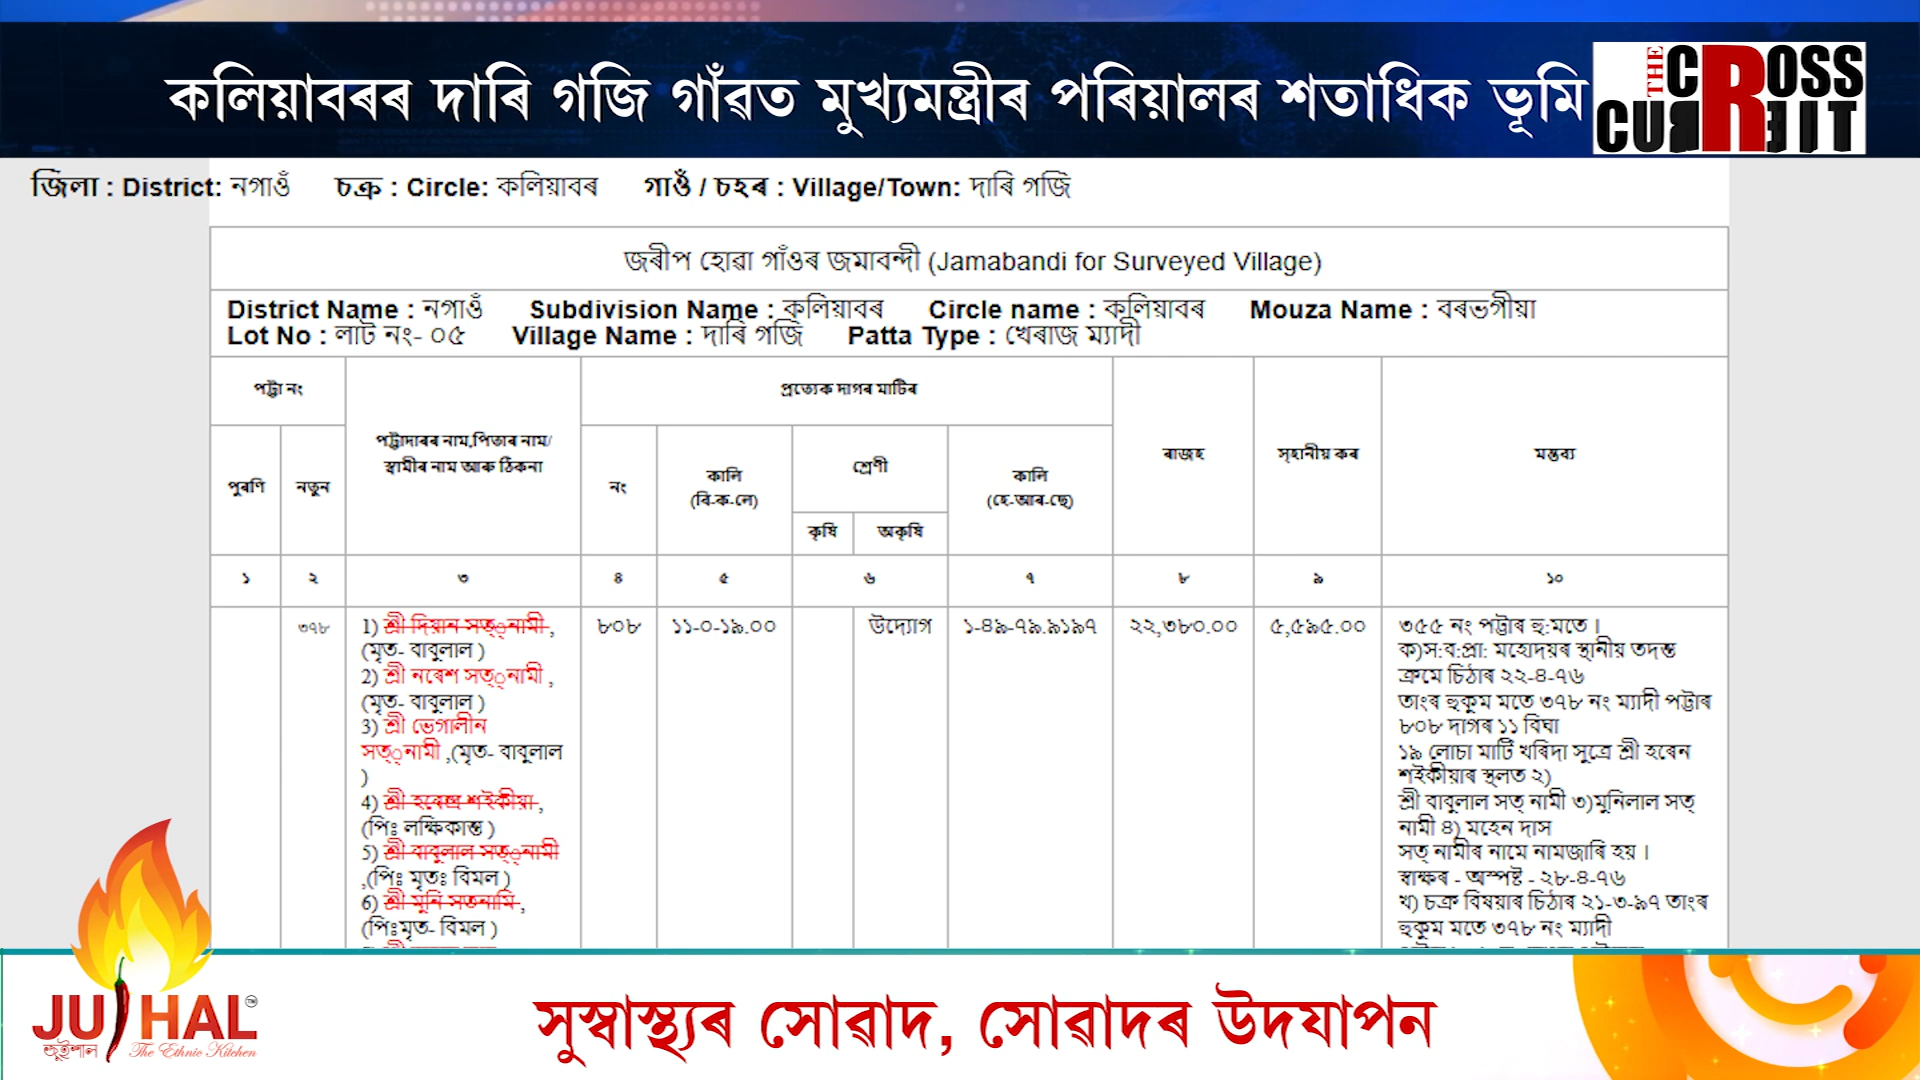 কলিয়াবৰৰ দাৰি গজি গাঁৱত মুখ্যমন্ত্ৰীৰ পৰিয়ালৰ শতাধিক ভূমি
THE CROSS CURRENT
জিলা : District: নগাওঁ চক্ৰ : Circle: কলিয়াবৰ গাওঁ / চহৰ : Village/Town: দাৰি গজি
জৰীপ হোৱা গাঁওৰ জমাবন্দী (Jamabandi for Surveyed Village)
District Name : নগাওঁ Subdivision Name : কলিয়াবৰ Circle name : কলিয়াবৰ Mouza Name : বৰভগীয়া
Lot No : লাট নং- ০৫ Village Name : দাৰি গজি Patta Type : খেৰাজ ম্যাদী
পট্টা নং
পুৰণি নতুন
পট্টাদাৰৰ নাম,পিতাৰ নাম/
স্বামীৰ নাম আৰু ঠিকনা
প্ৰত্যেক দাগৰ মাটিৰ
নং
কালি
(বি-ক-লে)
শ্ৰেণী
কৃষি অকৃষি
কালি
(হে-আৰ-ছে)
ৰাজহ
স্হানীয় কৰ
মন্তব্য
১ ২ ৩ ৪ ৫ ৬ ৭ ৮ ৯ ১০
৩৭৮
1) শ্ৰী দিয়ান সত্্নামী ,
(মৃত- বাবুলাল )
2) শ্ৰী নৰেশ সত্্নামী ,
(মৃত- বাবুলাল )
3) শ্ৰী ভেগালীন
সত্্নামী ,(মৃত- বাবুলাল
)
4) শ্ৰী হৰেন্দ্ৰ শইকীয়া ,
(পিঃ লক্ষিকান্ত )
5) শ্ৰী বাবুলাল সত্্নামী
,(পিঃ মৃতঃ বিমল )
6) শ্ৰী মুনি সতনামি ,
(পিঃমৃত- বিমল )
৮০৮ ১১-০-১৯.০০ উদ্যোগ ১-৪৯-৭৯.৯১৯৭ ২২,৩৮০.০০ ৫,৫৯৫.০০
৩৫৫ নং পট্টাৰ হু:মতে ।
ক)স:ব:প্ৰা: মহোদয়ৰ স্থানীয় তদন্ত
ক্ৰমে চিঠাৰ ২২-৪-৭৬
তাংৰ হুকুম মতে ৩৭৮ নং ম্যাদী পট্টাৰ
৮০৮ দাগৰ ১১ বিঘা
১৯ লোচা মাটি খৰিদা সুত্ৰে শ্ৰী হৰেন
শইকীয়াৰ স্থলত ২)
শ্ৰী বাবুলাল সত্ নামী ৩)মুনিলাল সত্
নামী ৪) মহেন দাস
সত্ নামীৰ নামে নামজাৰি হয় ।
স্বাক্ষৰ - অস্পষ্ট - ২৮-৪-৭৬
খ) চক্ৰ বিষয়াৰ চিঠাৰ ২১-৩-৯৭ তাংৰ
হুকুম মতে ৩৭৮ নং ম্যাদী
JUHAL™
জুইশাল The Ethnic Kitchen
সুস্বাস্থ্যৰ সোৱাদ, সোৱাদৰ উদযাপন